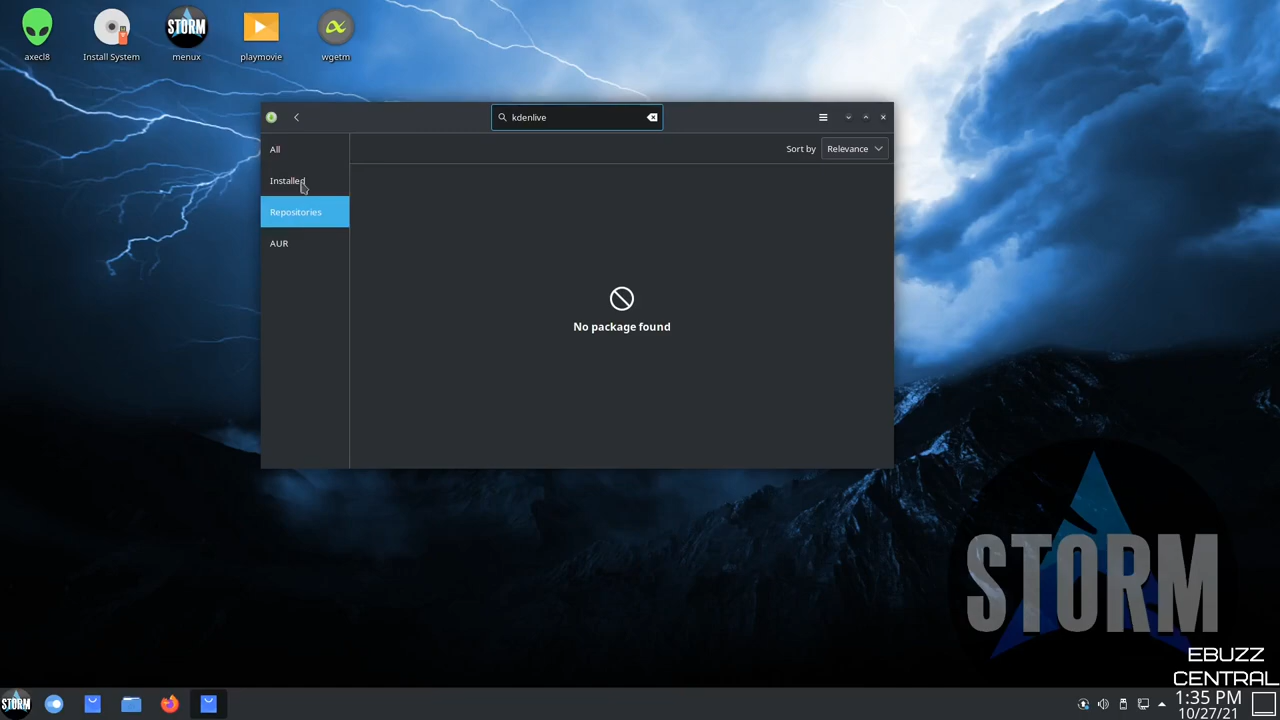 axecl8
Install System
STORM
menux
playmovie
wgetm
kdenlive
All
Sort by Relevance
Installed
Repositories
AUR
No package found
STORM
EBUZZ
CENTRAL
STORM
1:35 PM
10/27/21